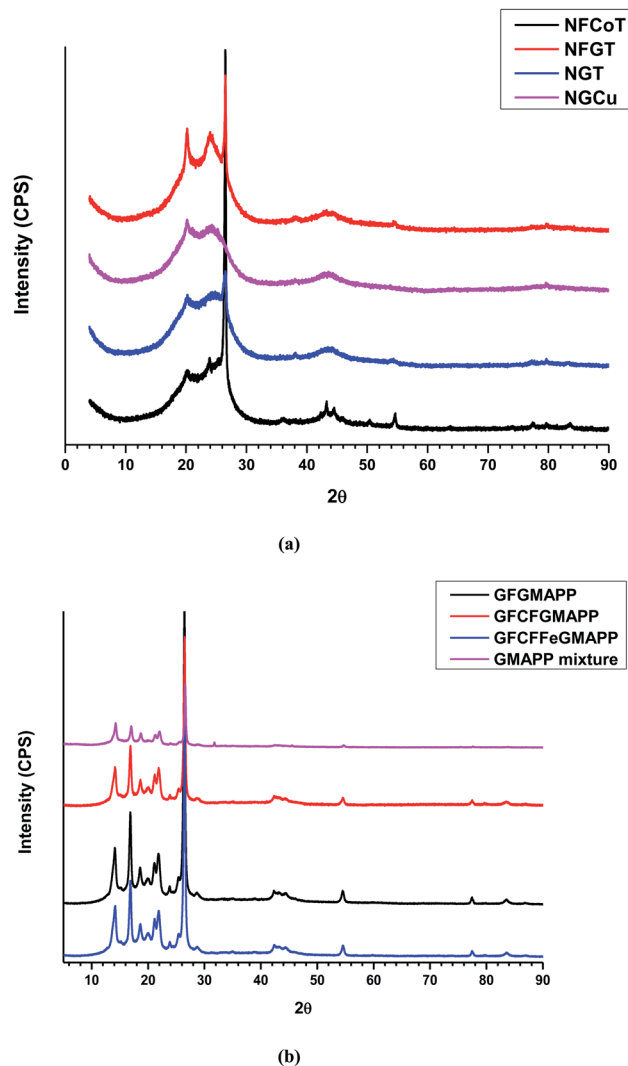 NFCoT
NFGT
NGT
NGCu
Intensity (CPS)
0 10 20 30 40 50 60 70 80 90
2θ
(a)
GFGMAPP
GFCFGMAPP
GFCFFeGMAPP
GMAPP mixture
Intensity (CPS)
10 20 30 40 50 60 70 80 90
2θ
(b)